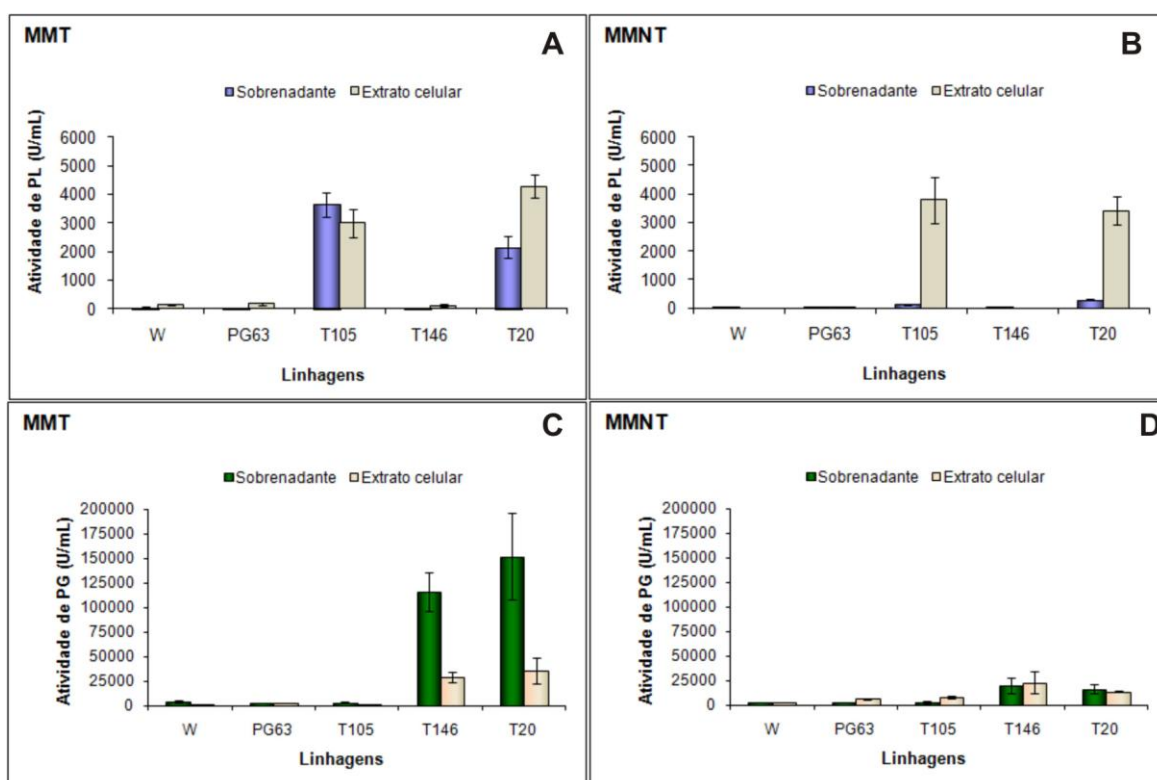 MMT
A
Sobrenadante Extrato celular
Atividade de PL (U/mL)
6000
5000
4000
3000
2000
1000
0
W PG63 T105 T146 T20
Linhagens
MMNT
B
Sobrenadante Extrato celular
Atividade de PL (U/mL)
6000
5000
4000
3000
2000
1000
0
W PG63 T105 T146 T20
Linhagens
MMT
C
Sobrenadante Extrato celular
Atividade de PG (U/mL)
200000
175000
150000
125000
100000
75000
50000
25000
0
W PG63 T105 T146 T20
Linhagens
MMNT
D
Sobrenadante Extrato celular
Atividade de PG (U/mL)
200000
175000
150000
125000
100000
75000
50000
25000
0
W PG63 T105 T146 T20
Linhagens